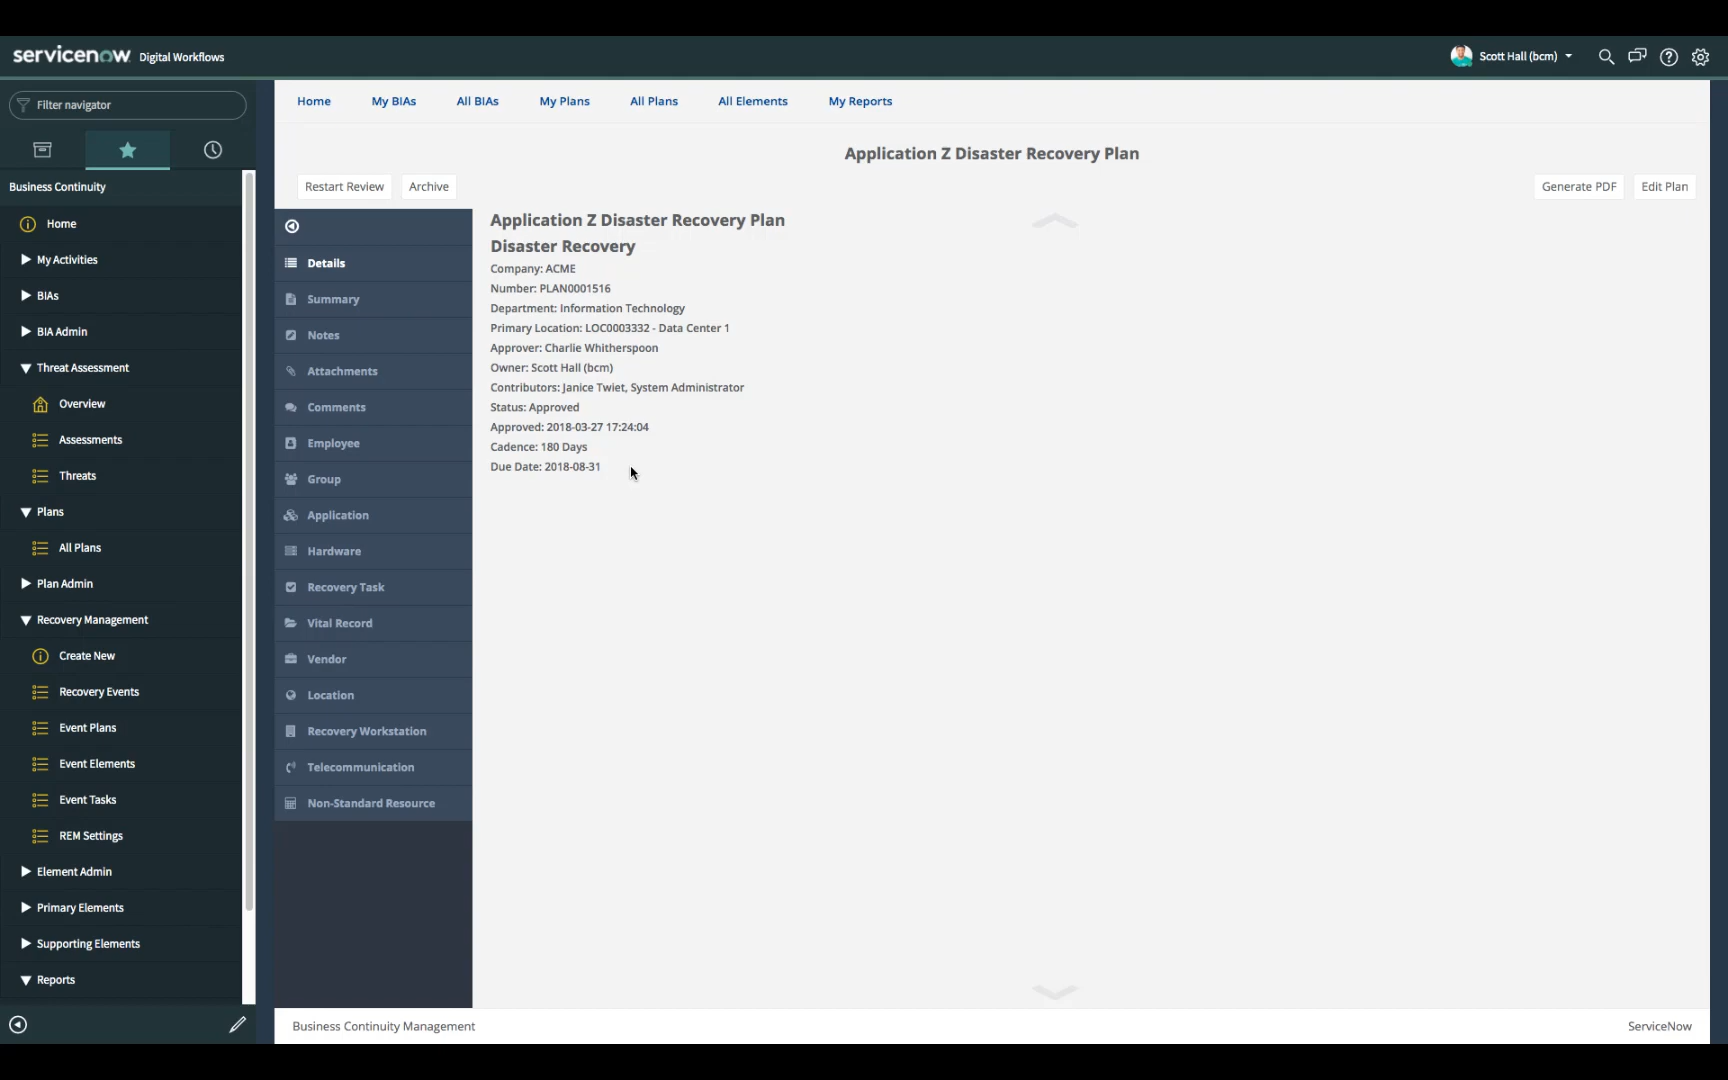 servicenow Digital Workflows
Scott Hall (bcm)
Filter navigator
Business Continuity
Home
My Activities
BIAs
BIA Admin
Threat Assessment
Overview
Assessments
Threats
Plans
All Plans
Plan Admin
Recovery Management
Create New
Recovery Events
Event Plans
Event Elements
Event Tasks
REM Settings
Element Admin
Primary Elements
Supporting Elements
Reports
Home My BIAs All BIAs My Plans All Plans All Elements My Reports
Application Z Disaster Recovery Plan
Restart Review Archive Generate PDF Edit Plan
Details
Summary
Notes
Attachments
Comments
Employee
Group
Application
Hardware
Recovery Task
Vital Record
Vendor
Location
Recovery Workstation
Telecommunication
Non-Standard Resource
Application Z Disaster Recovery Plan
Disaster Recovery
Company: ACME
Number: PLAN0001516
Department: Information Technology
Primary Location: LOC0003332 - Data Center 1
Approver: Charlie Whitherspoon
Owner: Scott Hall (bcm)
Contributors: Janice Twiet, System Administrator
Status: Approved
Approved: 2018-03-27 17:24:04
Cadence: 180 Days
Due Date: 2018-08-31
Business Continuity Management
ServiceNow